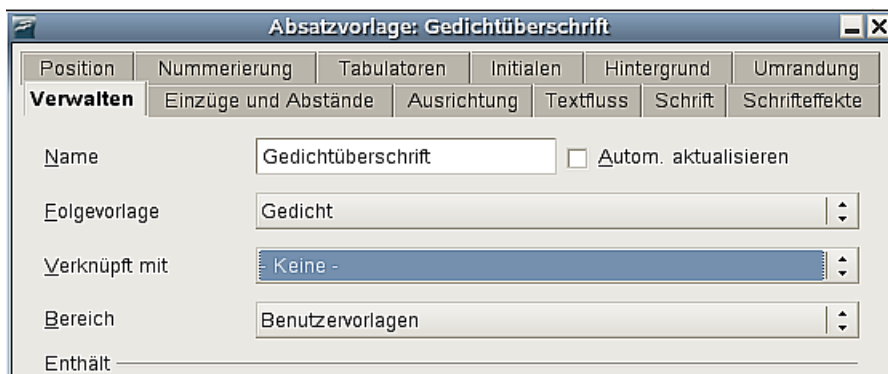 Absatzvorlage: Gedichtüberschrift
Position Nummerierung Tabulatoren Initialen Hintergrund Umrandung
Verwalten Einzüge und Abstände Ausrichtung Textfluss Schrift Schrifteffekte
Name Gedichtüberschrift Autom. aktualisieren
Folgevorlage Gedicht
Verknüpft mit - Keine -
Bereich Benutzervorlagen
Enthält